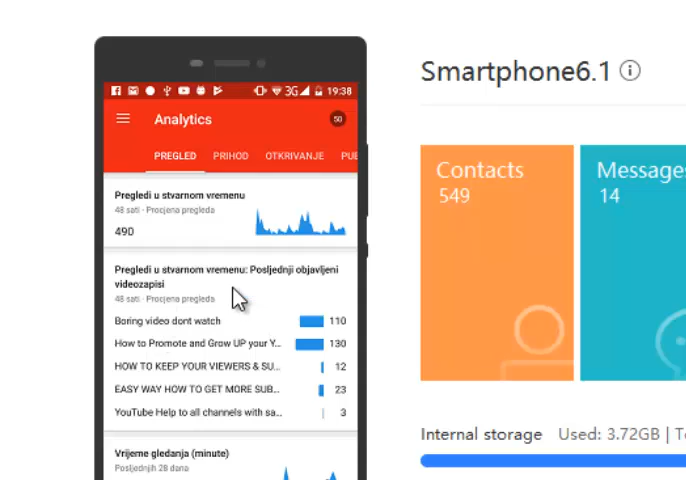 Smartphone6.1
19:38
3G
Analytics
50
PREGLED PRIHOD OTKRIVANJE
Pregledi u stvarnom vremenu
48 sati · Procjena pregleda
490
Pregledi u stvarnom vremenu: Posljednji objavljeni
videozapisi
48 sati · Procjena pregleda
Boring video dont watch 110
How to Promote and Grow UP your Y... 130
HOW TO KEEP YOUR VIEWERS & SU... 12
EASY WAY HOW TO GET MORE SUB... 23
YouTube Help to all channels with sa... 3
Vrijeme gledanja (minute)
Posljednjih 28 dana
Contacts
549
Messages
14
Internal storage Used: 3.72GB |